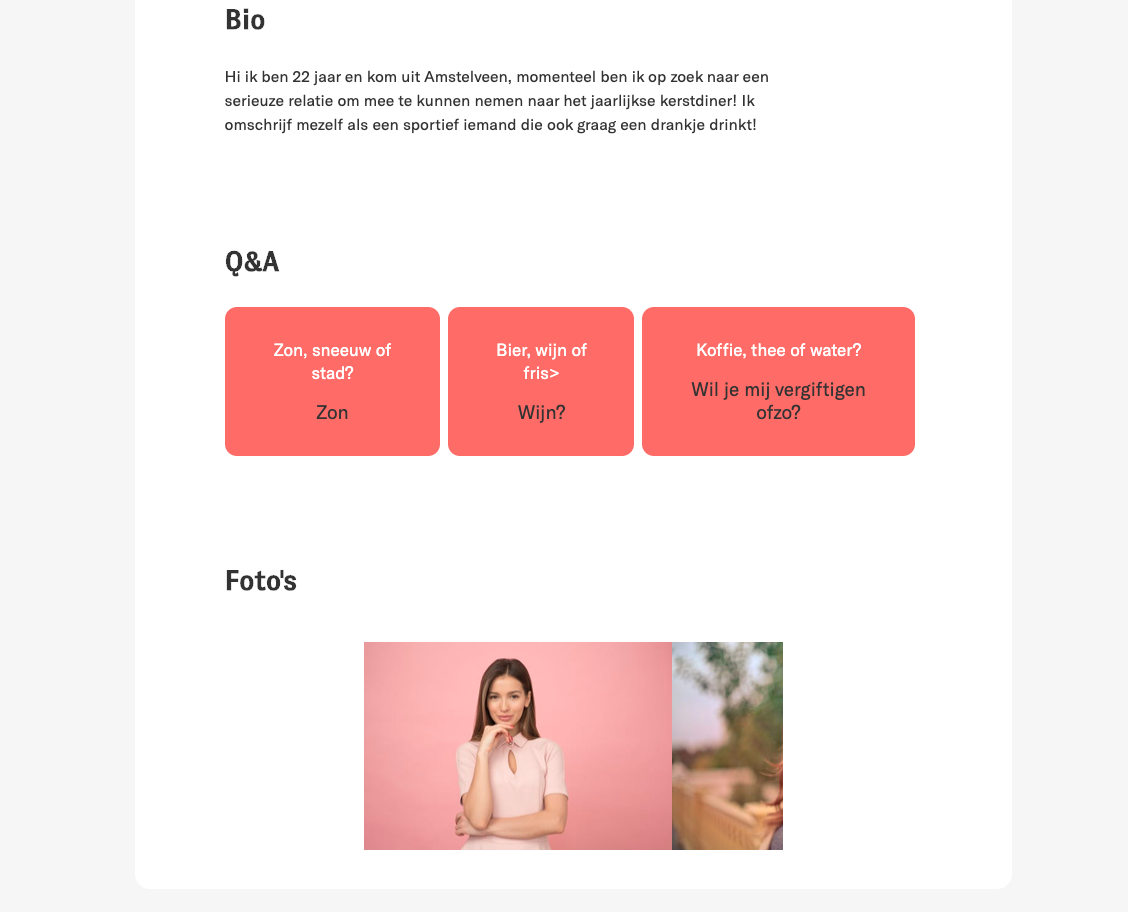 Bio
Hi ik ben 22 jaar en kom uit Amstelveen, momenteel ben ik op zoek naar een
serieuze relatie om mee te kunnen nemen naar het jaarlijkse kerstdiner! Ik
omschrijf mezelf als een sportief iemand die ook graag een drankje drinkt!
Q&A
Zon, sneeuw of
stad?
Zon
Bier, wijn of
fris>
Wijn?
Koffie, thee of water?
Wil je mij vergiftigen
ofzo?
Foto's